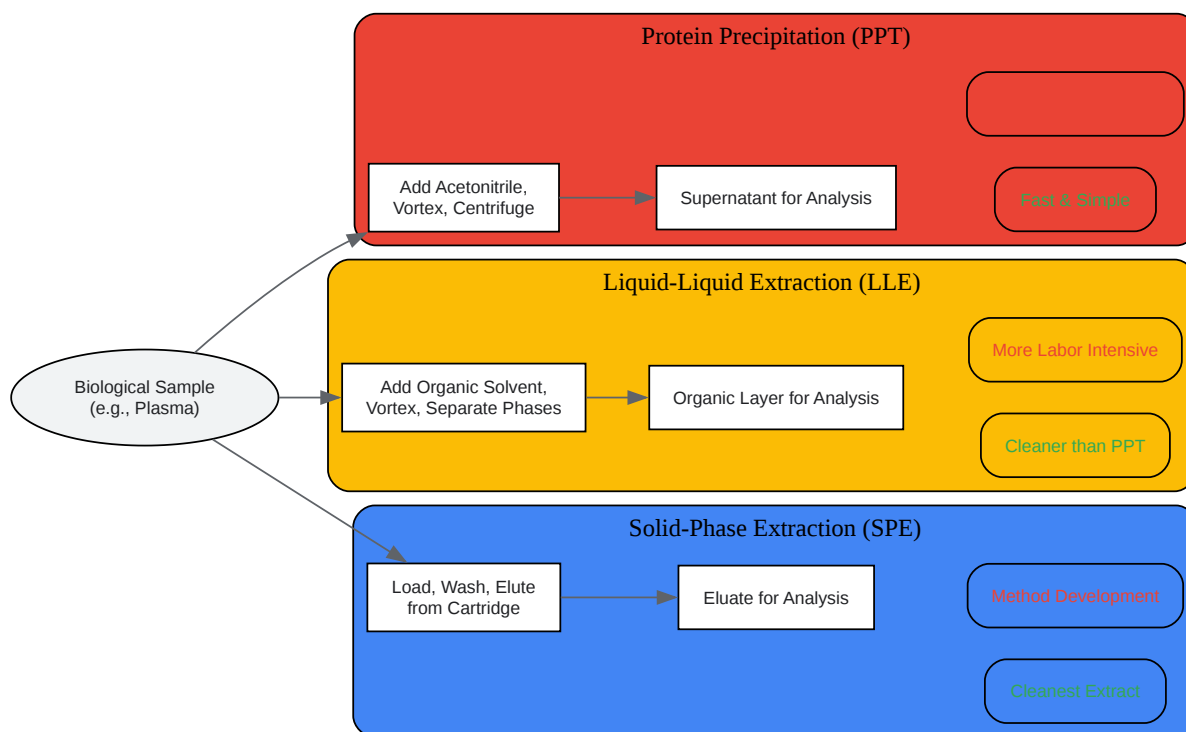 Protein Precipitation (PPT)
Add Acetonitrile,
Vortex, Centrifuge
Supernatant for Analysis
Fast & Simple
Liquid-Liquid Extraction (LLE)
More Labor Intensive
Biological Sample
(e.g., Plasma)
Add Organic Solvent,
Vortex, Separate Phases
Organic Layer for Analysis
Cleaner than PPT
Solid-Phase Extraction (SPE)
Load, Wash, Elute
from Cartridge
Eluate for Analysis
Method Development
Cleanest Extract